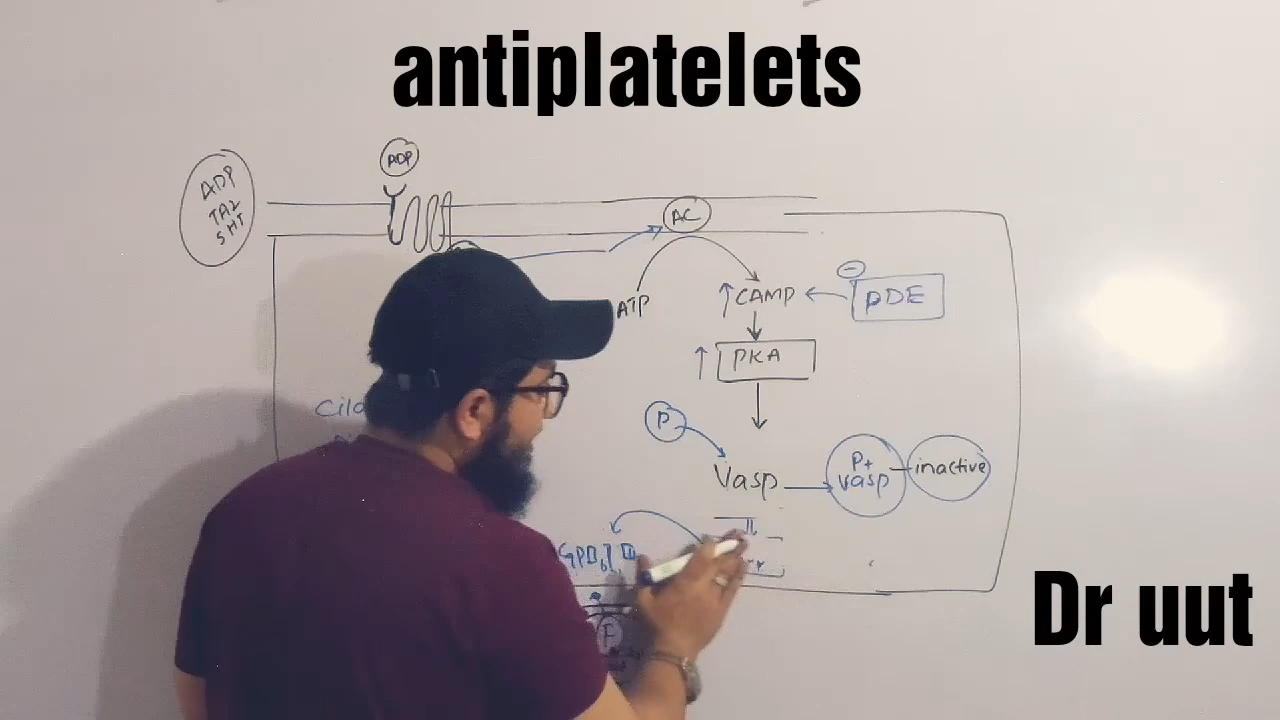 antiplatelets
ADP
ADP
TA2
5HT
AC
ATP
↑ CAMP
−
PDE
↑ PKA
P
Vasp
P+
Vasp
inactive
F
Dr uut